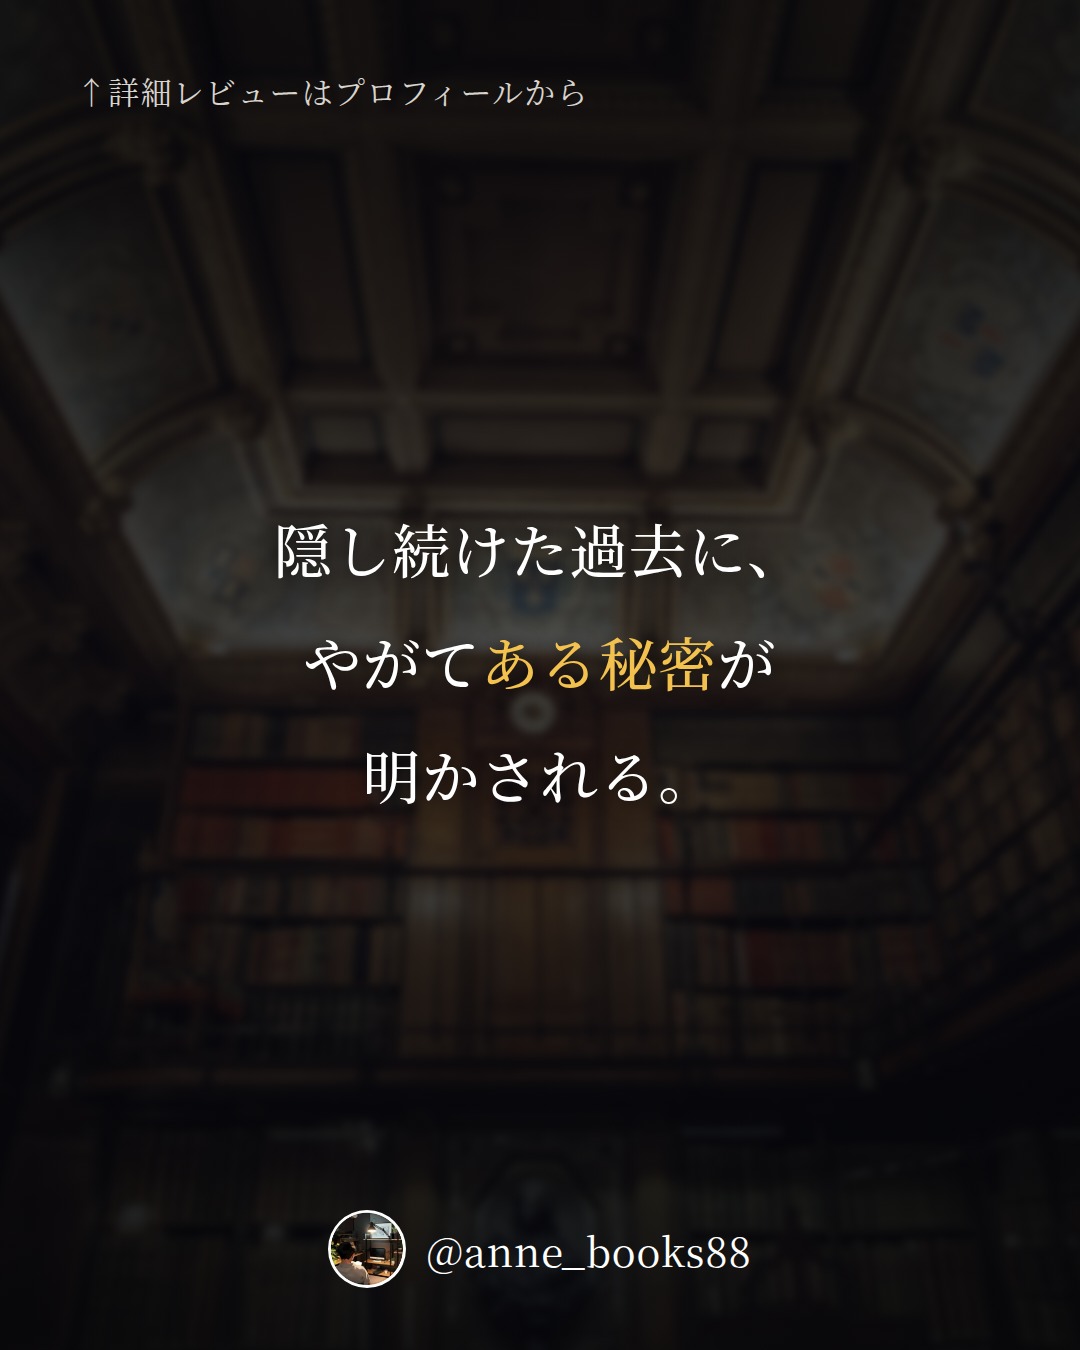 ↑詳細レビューはプロフィールから
隠し続けた過去に、
やがてある秘密が
明かされる。
@anne_books88